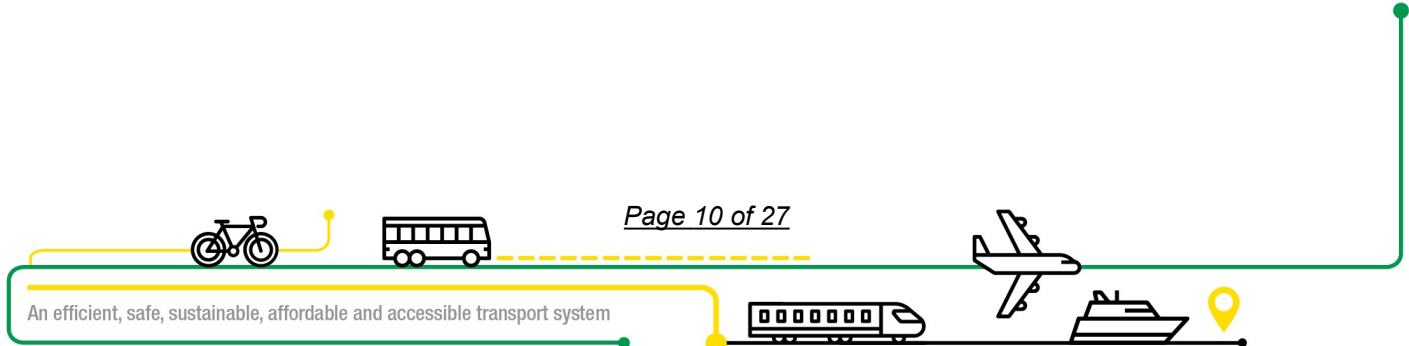 Page 10 of 27
An efficient, safe, sustainable, affordable and accessible transport system